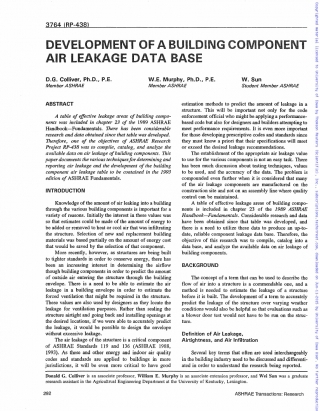 3764 (RP-438)
DEVELOPMENT OF A BUILDING COMPONENT
AIR LEAKAGE DATA BASE
D.G. Colliver, Ph.D., P.E.
Member ASHRAE
W.E. Murphy, Ph.D., P.E.
Member ASHRAE
W. Sun
Student Member ASHRAE
ABSTRACT
A table of effective leakage areas of building compo-
nents was included in chapter 23 of the 1989 ASHRAE
Handbook—Fundamentals. There has been considerable
research and data obtained since that table was developed.
Therefore, one of the objectives of ASHRAE Research
Project RP-438 was to compile, catalog, and analyze the
available data on air leakage of building components. This
paper documents the various techniques for determining and
reporting air leakage and the development of the building
component air leakage table to be contained in the 1993
edition of ASHRAE Fundamentals.
INTRODUCTION
Knowledge of the amount of air leaking into a building
through the various building components is important for a
variety of reasons. Initially the interest in these values was
so that estimates could be made of the amount of energy to
be added or removed to heat or cool air that was infiltrating
the structure. Selection of new and replacement building
materials was based partially on the amount of energy cost
that would be saved by the selection of that component.
More recently, however, as structures are being built
to tighter standards in order to conserve energy, there has
been an increasing interest in determining the airflow
though building components in order to predict the amount
of outside air entering the structure through the building
envelope. There is a need to be able to estimate the air
leakage in a building envelope in order to estimate the
forced ventilation that might be required in the structure.
These values are also used by designers as they locate the
leakage for ventilation purposes. Rather than sealing the
structure airtight and going back and installing openings at
the desired locations, if we were able to accurately predict
the leakage, it would be possible to design the envelope
without excessive leakage.
The air leakage of the structure is a critical component
of ASHRAE Standards 119 and 136 (ASHRAE 1988,
1993). As there and other energy and indoor air quality
codes and standards are applied to buildings in more
jurisdictions, it will be even more critical to have good
estimation methods to predict the amount of leakage in a
structure. This will be important not only for the code
enforcement official who might be applying a performance-
based code but also for designers and builders attempting to
meet performance requirements. It is even more important
for those developing prescriptive codes and standards since
they must know a priori that their specifications will meet
or exceed the desired leakage recommendations.
The establishment of the appropriate air leakage value
to use for the various components is not an easy task. There
has been much discussion about testing techniques, values
to be used, and the accuracy of the data. The problem is
compounded even further when it is considered that many
of the air leakage components are manufactured on the
construction site and not on an assembly line where quality
control can be maintained.
A table of effective leakage areas of building compo-
nents is included in chapter 23 of the 1989 ASHRAE
Handbook—Fundamentals. Considerable research and data
have been obtained since that table was developed, and
there is a need to utilize these data to produce an up-to-
date, reliable component leakage data base. Therefore, the
objective of this research was to compile, catalog into a
data base, and analyze the available data on air leakage of
building components.
BACKGROUND
The concept of a term that can be used to describe the
flow of air into a structure is a commendable one, and a
method is needed to estimate the leakage of a structure
before it is built. The development of a term to accurately
predict the leakage of the structure over varying weather
conditions would also be helpful so that evaluations such as
a blower door test would not have to be run on the struc-
ture.
Definition of Air Leakage,
Airtightness, and Air Infiltration
Several key terms that often are used interchangeably
in the building industry need to be discussed and differenti-
ated in order to understand the research being reported.
Donald G. Colliver is an associate professor, William E. Murphy is an associate extension professor, and Wei Sun was a graduate
research assistant in the Agricultural Engineering Department at the University of Kentucky, Lexington.
292
ASHRAE Transactions: Research